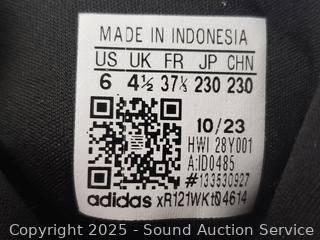 MADE IN INDONESIA
US UK FR JP CHN
6 4½ 37⅓ 230 230
10/23
HWI 28Y001
A:ID0485
#133530927
adidas xR121WKt04614
Copyright 2025 - Sound Auction Service